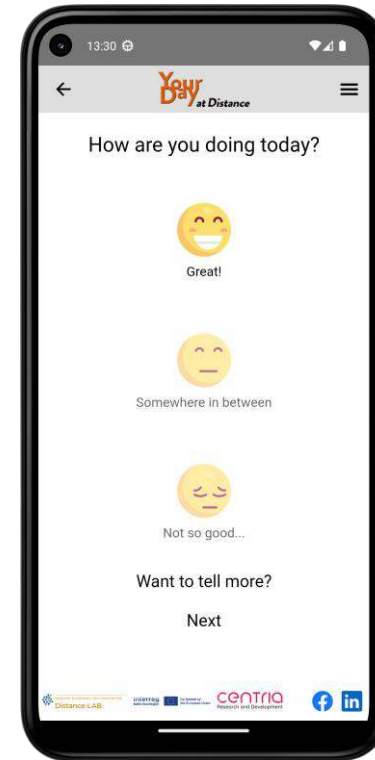 13:30
Your
Day at Distance
How are you doing today?
Great!
Somewhere in between
Not so good...
Want to tell more?
Next
Distance LAB
Interreg
CENTRIA
Research and Development